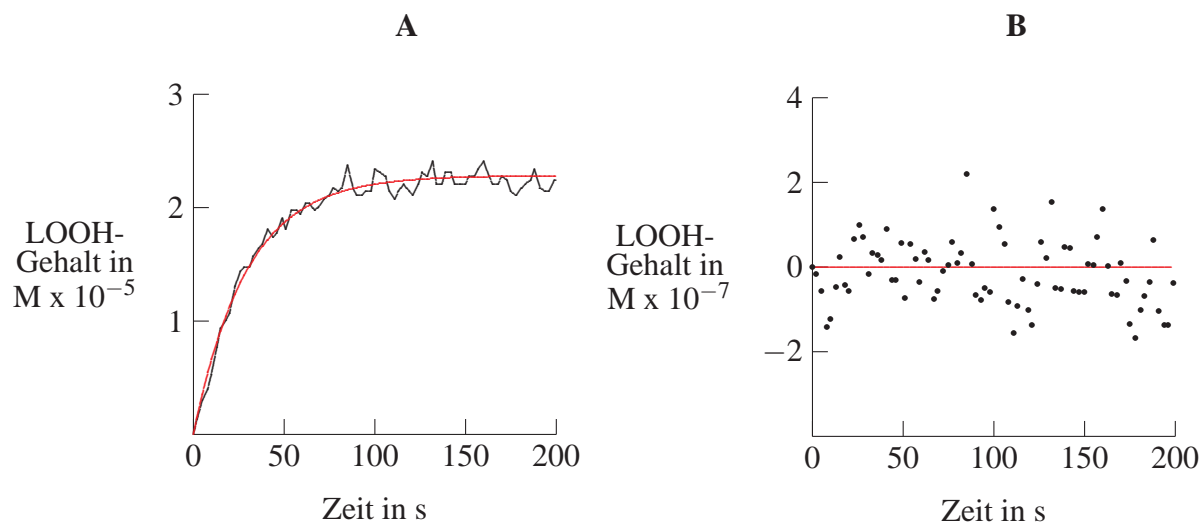 A
3
2
1
LOOH-
Gehalt in
M x 10⁻⁵
0 50 100 150 200
Zeit in s
B
4
2
0
−2
LOOH-
Gehalt in
M x 10⁻⁷
0 50 100 150 200
Zeit in s